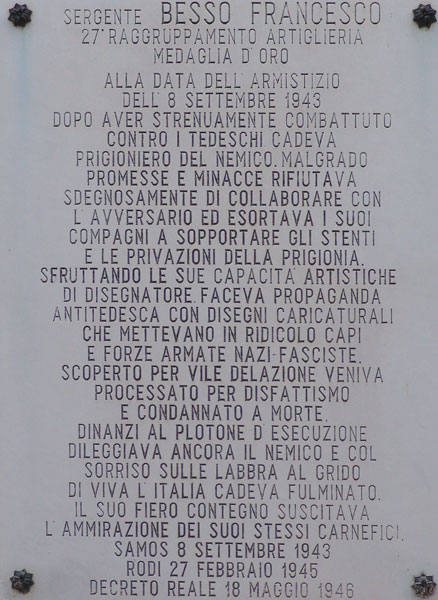 SERGENTE BESSO FRANCESCO
27° RAGGRUPPAMENTO ARTIGLIERIA
MEDAGLIA D'ORO
ALLA DATA DELL'ARMISTIZIO
DELL'8 SETTEMBRE 1943
DOPO AVER STRENUAMENTE COMBATTUTO
CONTRO I TEDESCHI CADEVA
PRIGIONIERO DEL NEMICO. MALGRADO
PROMESSE E MINACCE RIFIUTAVA
SDEGNOSAMENTE DI COLLABORARE CON
L'AVVERSARIO ED ESORTAVA I SUOI
COMPAGNI A SOPPORTARE GLI STENTI
E LE PRIVAZIONI DELLA PRIGIONIA.
SFRUTTANDO LE SUE CAPACITA' ARTISTICHE
DI DISEGNATORE. FACEVA PROPAGANDA
ANTITEDESCA CON DISEGNI CARICATURALI
CHE METTEVANO IN RIDICOLO CAPI
E FORZE ARMATE NAZI-FASCISTE.
SCOPERTO PER VILE DELAZIONE VENIVA
PROCESSATO PER DISFATTISMO
E CONDANNATO A MORTE.
DINANZI AL PLOTONE D'ESECUZIONE
DILEGGIAVA ANCORA IL NEMICO E COL
SORRISO SULLE LABBRA AL GRIDO
DI VIVA L'ITALIA CADEVA FULMINATO.
IL SUO FIERO CONTEGNO SUSCITAVA
L'AMMIRAZIONE DEI SUOI STESSI CARNEFICI.
SAMOS 8 SETTEMBRE 1943
RODI 27 FEBBRAIO 1945
DECRETO REALE 18 MAGGIO 1946